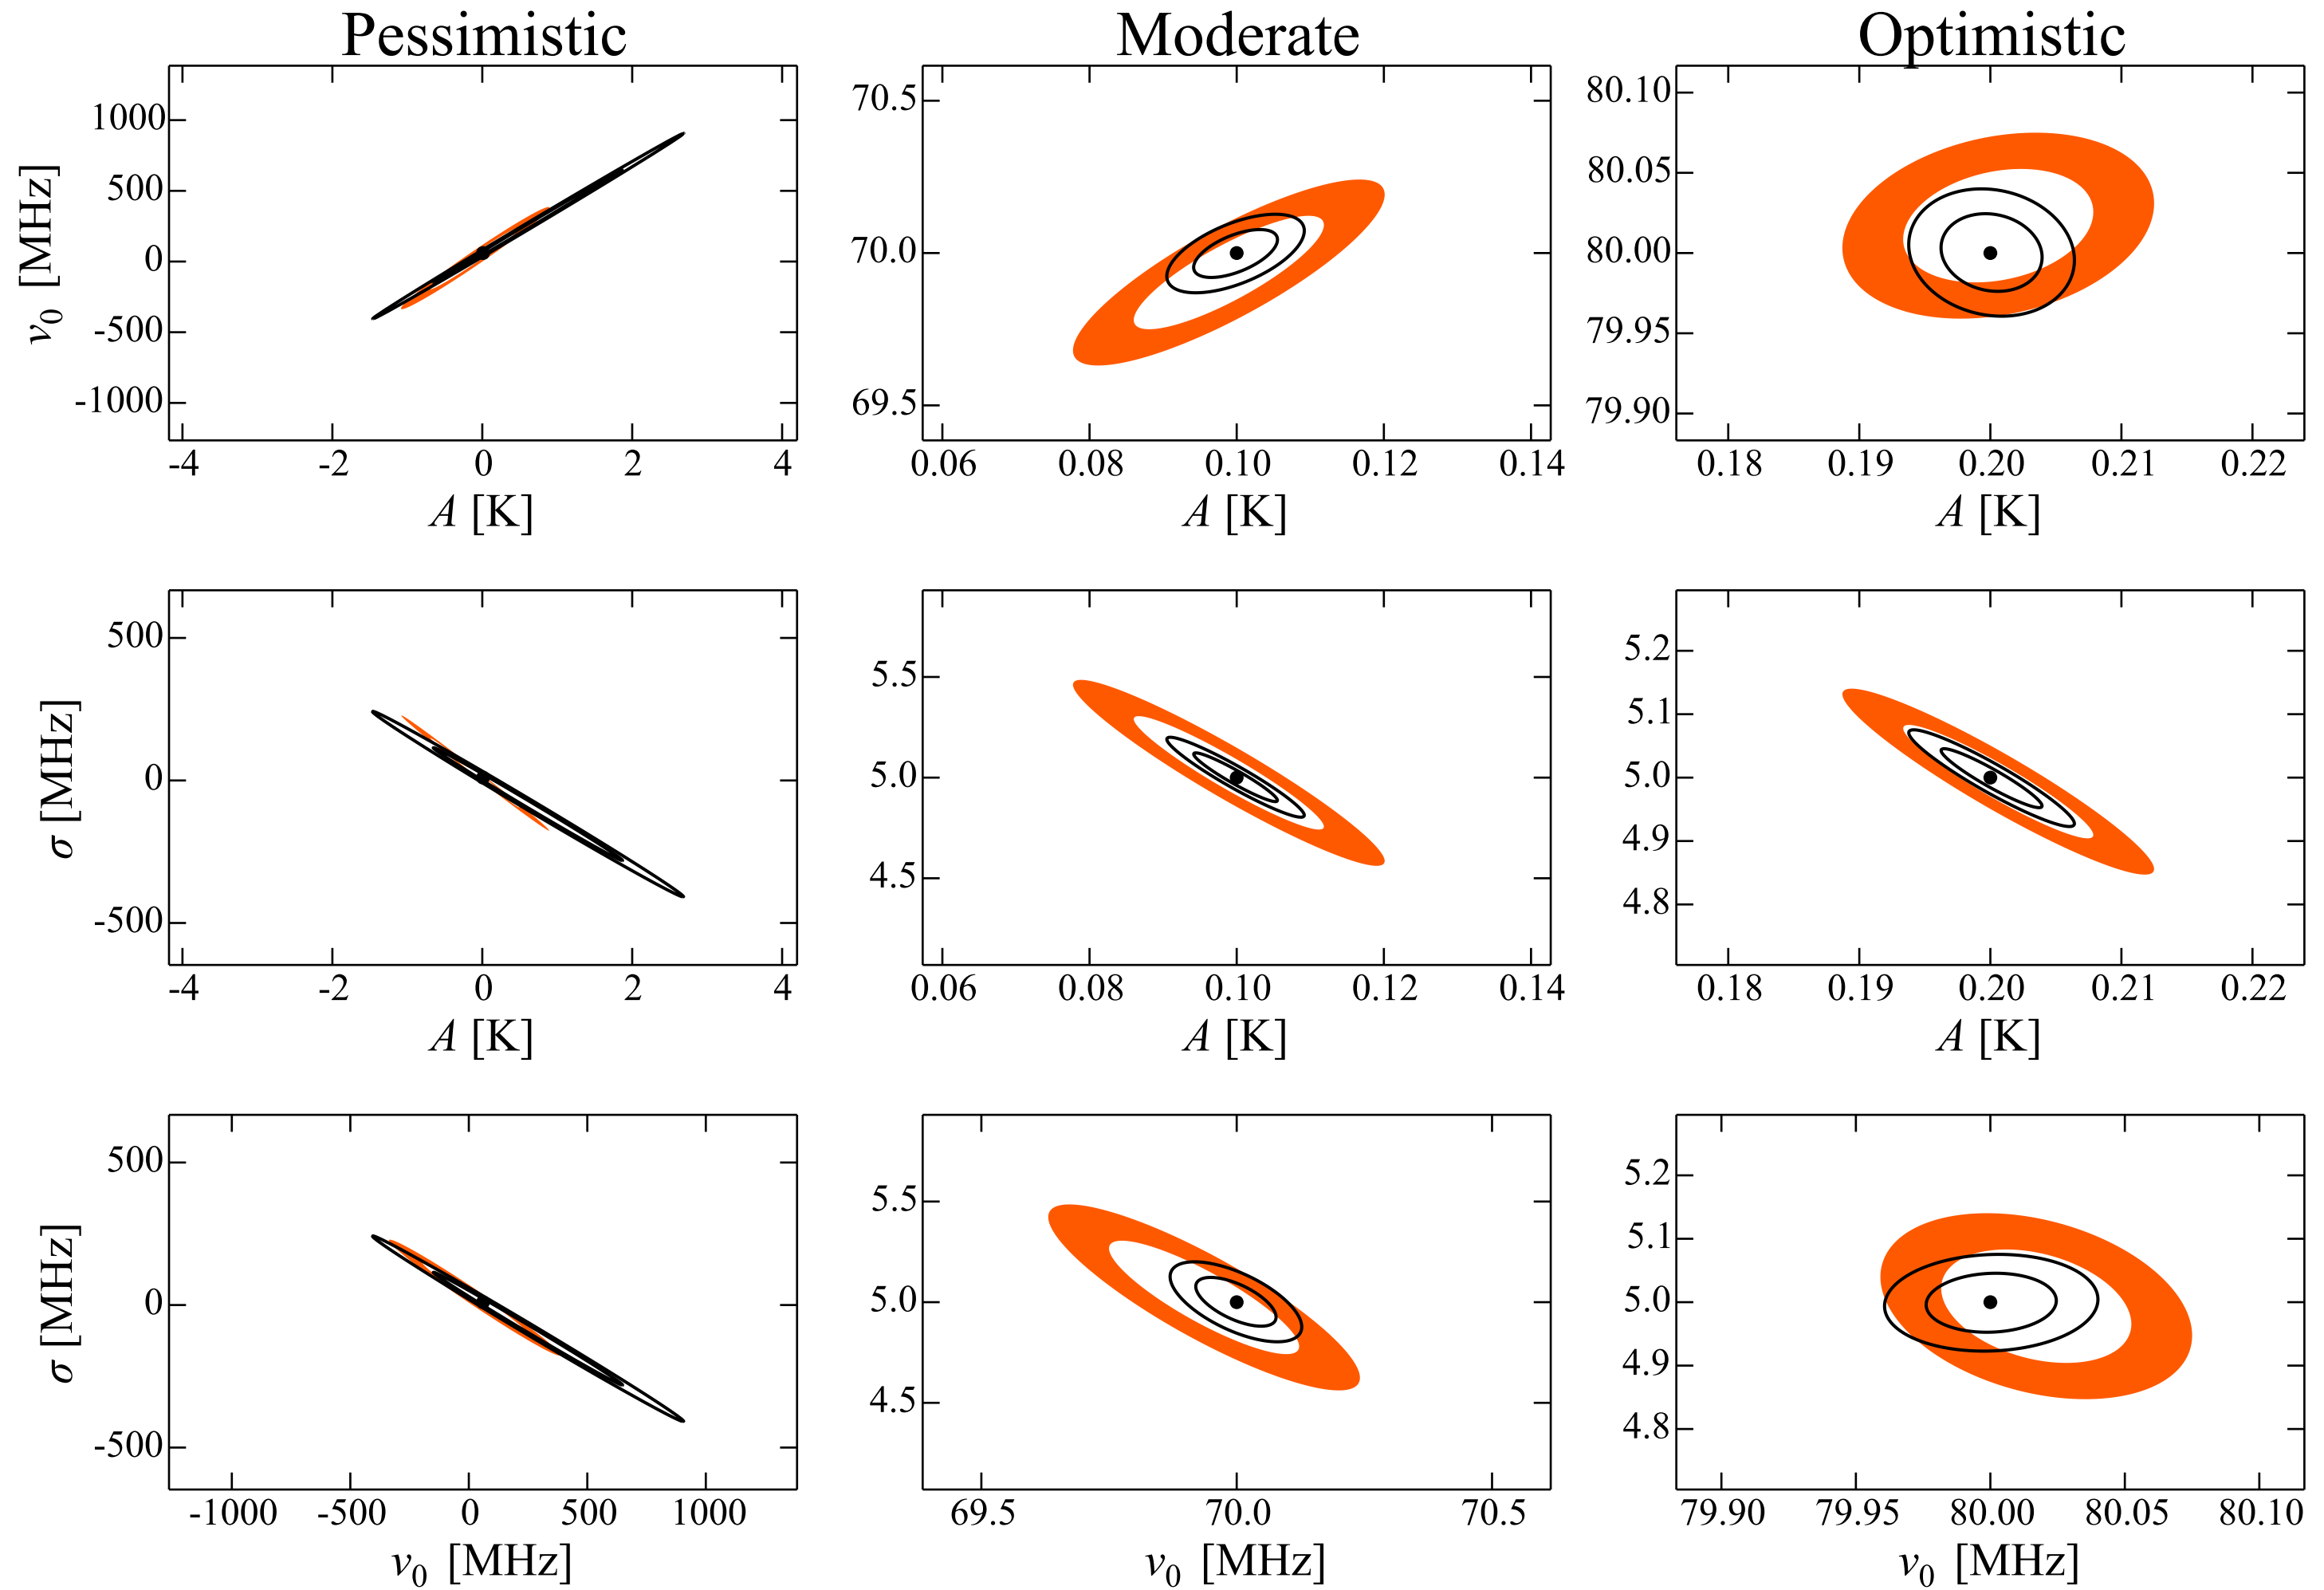 Pessimistic Moderate Optimistic
1000
500
0
-500
-1000
ν0 [MHz]
-4 -2 0 2 4
A [K]
70.5
70.0
69.5
0.06 0.08 0.10 0.12 0.14
A [K]
80.10
80.05
80.00
79.95
79.90
0.18 0.19 0.20 0.21 0.22
A [K]
500
0
-500
σ [MHz]
-4 -2 0 2 4
A [K]
5.5
5.0
4.5
0.06 0.08 0.10 0.12 0.14
A [K]
5.2
5.1
5.0
4.9
4.8
0.18 0.19 0.20 0.21 0.22
A [K]
500
0
-500
σ [MHz]
-1000 -500 0 500 1000
ν0 [MHz]
5.5
5.0
4.5
69.5 70.0 70.5
ν0 [MHz]
5.2
5.1
5.0
4.9
4.8
79.90 79.95 80.00 80.05 80.10
ν0 [MHz]